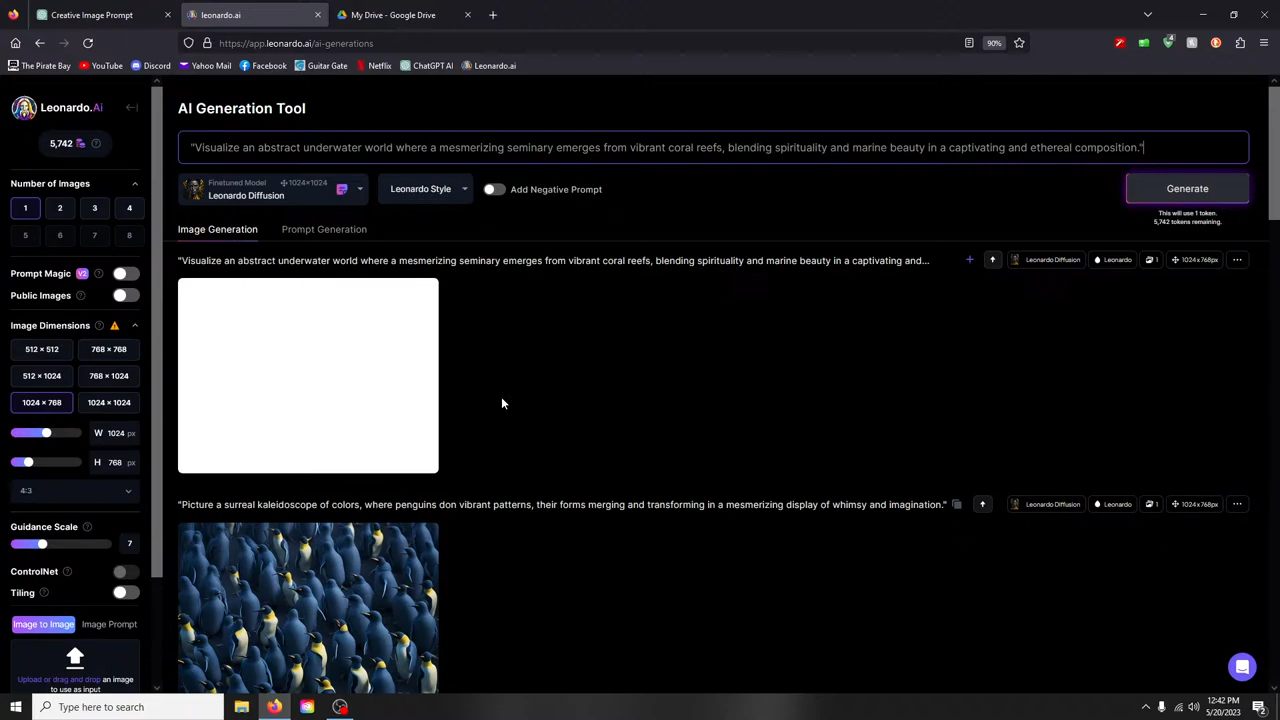 Creative Image Prompt
leonardo.ai
My Drive - Google Drive
https://app.leonardo.ai/ai-generations
90%
4
The Pirate Bay
YouTube
Discord
Yahoo Mail
Facebook
Guitar Gate
Netflix
ChatGPT AI
Leonardo.ai
Leonardo.Ai
5,742
Number of Images
1 2 3 4
5 6 7 8
Prompt Magic V2
Public Images
Image Dimensions
512 × 512 768 × 768
512 × 1024 768 × 1024
1024 × 768 1024 × 1024
W 1024 px
H 768 px
4:3
Guidance Scale
7
ControlNet
Tiling
Image to Image Image Prompt
Upload or drag and drop an image
to use as input
AI Generation Tool
"Visualize an abstract underwater world where a mesmerizing seminary emerges from vibrant coral reefs, blending spirituality and marine beauty in a captivating and ethereal composition."
Finetuned Model 1024×1024
Leonardo Diffusion
Leonardo Style
Add Negative Prompt
Generate
This will use 1 token.
5,742 tokens remaining.
Image Generation Prompt Generation
"Visualize an abstract underwater world where a mesmerizing seminary emerges from vibrant coral reefs, blending spirituality and marine beauty in a captivating and...
Leonardo Diffusion Leonardo 1 1024x768px
"Picture a surreal kaleidoscope of colors, where penguins don vibrant patterns, their forms merging and transforming in a mesmerizing display of whimsy and imagination."
Leonardo Diffusion Leonardo 1 1024x768px
Type here to search
12:42 PM
5/20/2023
2